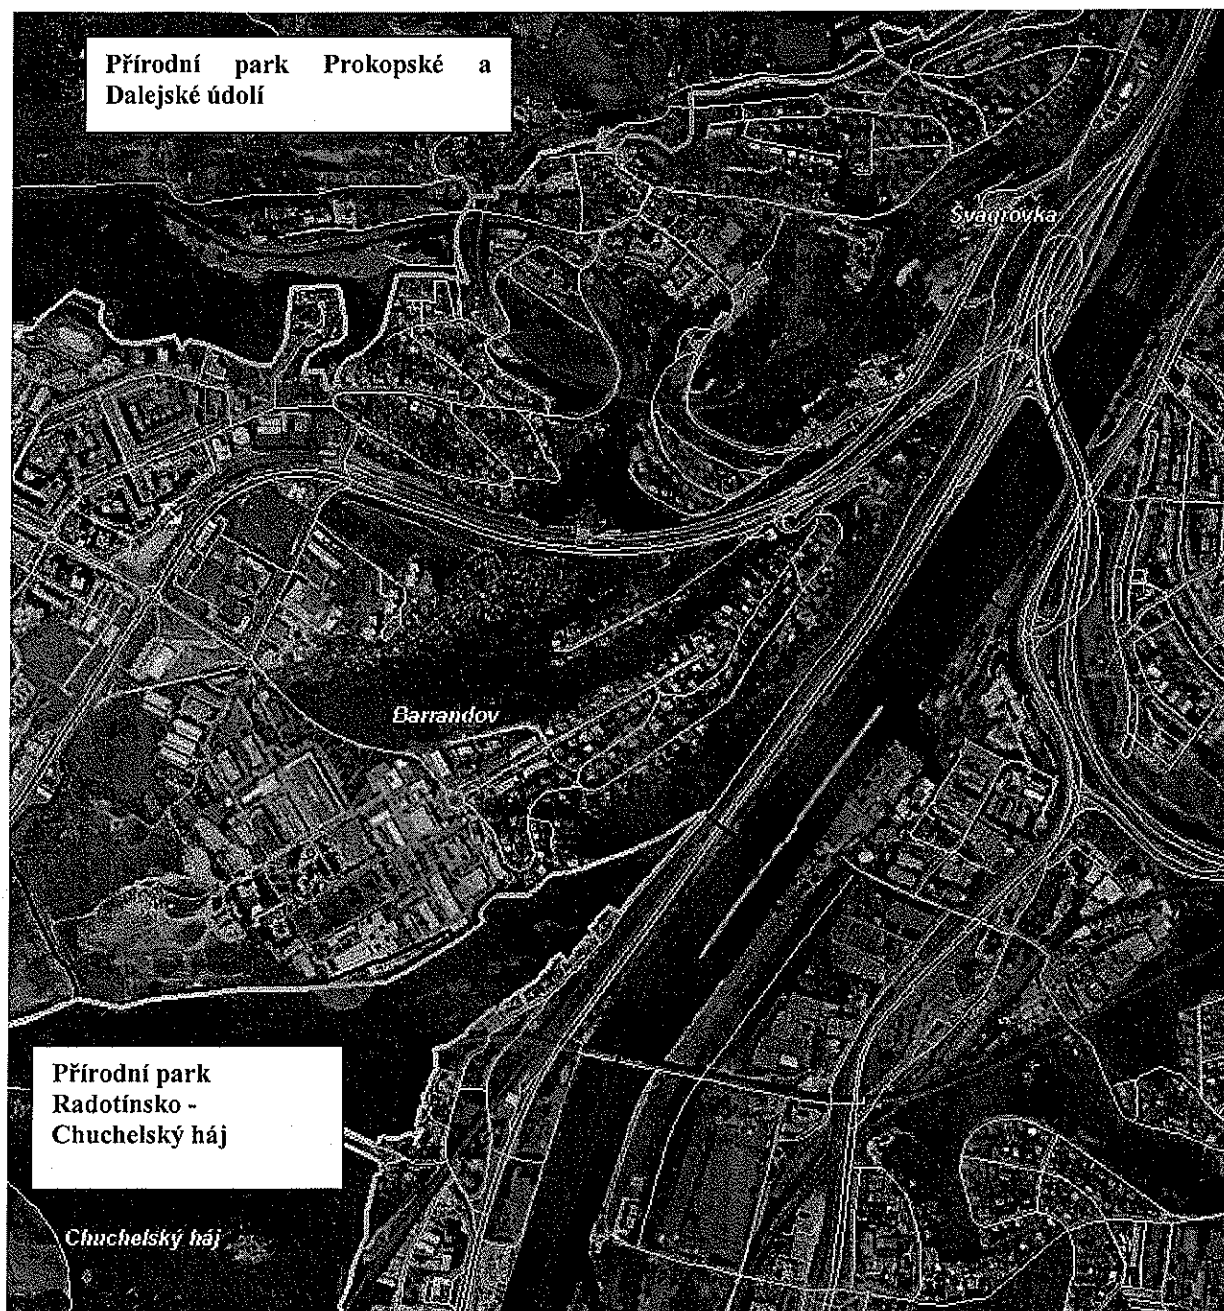 Přírodní park Prokopské a
Dalejské údolí
Švagrovka
Barrandov
Přírodní park
Radotínsko -
Chuchelský háj
Chuchelský háj